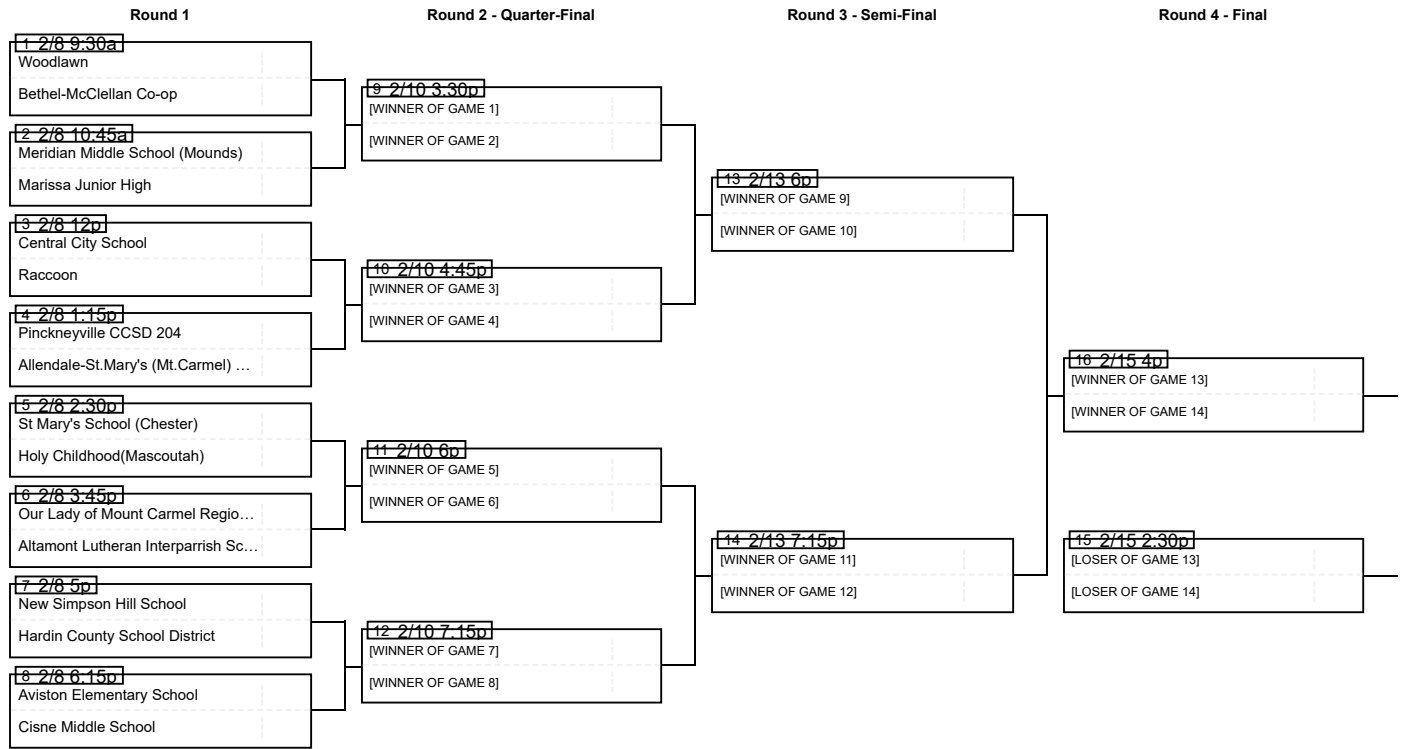 Round 1
1 2/8 9:30a
Woodlawn
Bethel-McClellan Co-op
2 2/8 10:45a
Meridian Middle School (Mounds)
Marissa Junior High
3 2/8 12p
Central City School
Raccoon
4 2/8 1:15p
Pinckneyville CCSD 204
Allendale-St.Mary's (Mt.Carmel) …
5 2/8 2:30p
St Mary's School (Chester)
Holy Childhood(Mascoutah)
6 2/8 3:45p
Our Lady of Mount Carmel Regio…
Altamont Lutheran Interparrish Sc…
7 2/8 5p
New Simpson Hill School
Hardin County School District
8 2/8 6:15p
Aviston Elementary School
Cisne Middle School
Round 2 - Quarter-Final
9 2/10 3:30p
[WINNER OF GAME 1]
[WINNER OF GAME 2]
10 2/10 4:45p
[WINNER OF GAME 3]
[WINNER OF GAME 4]
11 2/10 6p
[WINNER OF GAME 5]
[WINNER OF GAME 6]
12 2/10 7:15p
[WINNER OF GAME 7]
[WINNER OF GAME 8]
Round 3 - Semi-Final
13 2/13 6p
[WINNER OF GAME 9]
[WINNER OF GAME 10]
14 2/13 7:15p
[WINNER OF GAME 11]
[WINNER OF GAME 12]
Round 4 - Final
16 2/15 4p
[WINNER OF GAME 13]
[WINNER OF GAME 14]
15 2/15 2:30p
[LOSER OF GAME 13]
[LOSER OF GAME 14]